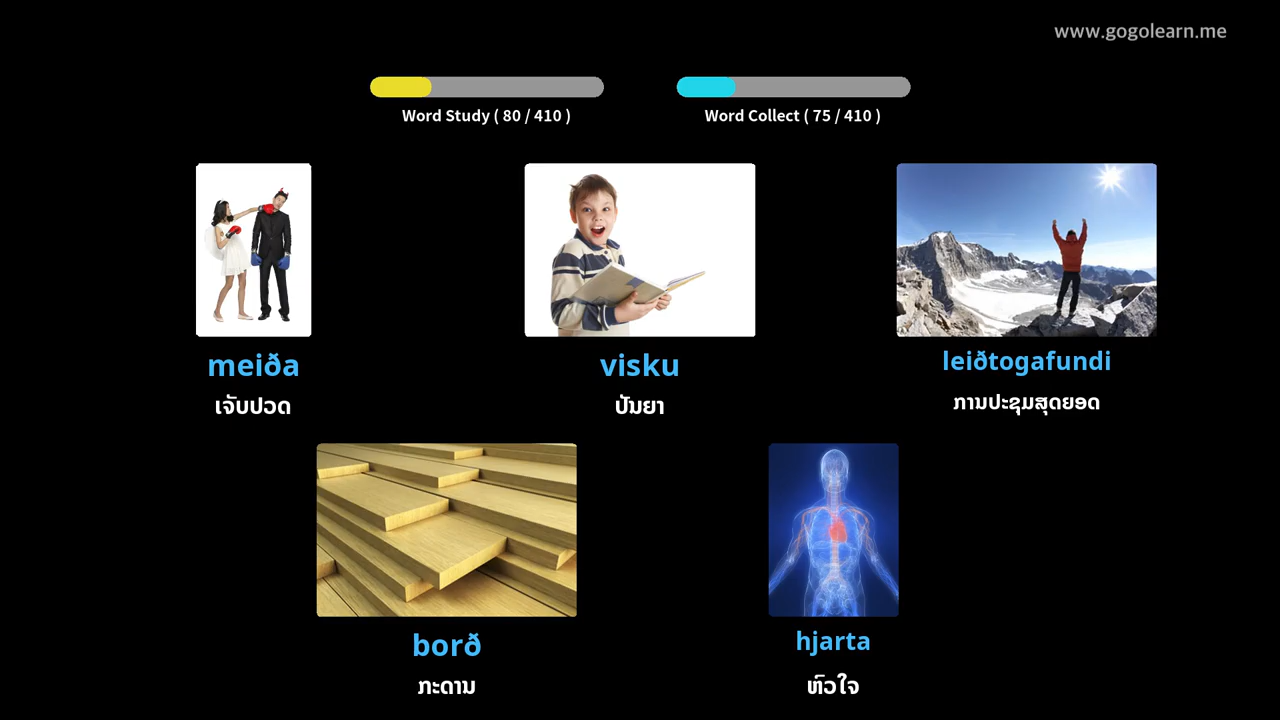 www.gogolearn.me
Word Study ( 80 / 410 )
Word Collect ( 75 / 410 )
meiða
ເຈັບປວດ
visku
ປັນຍາ
leiðtogafundi
ການປະຊຸມສຸດຍອດ
borð
ກະດານ
hjarta
ຫົວໃຈ